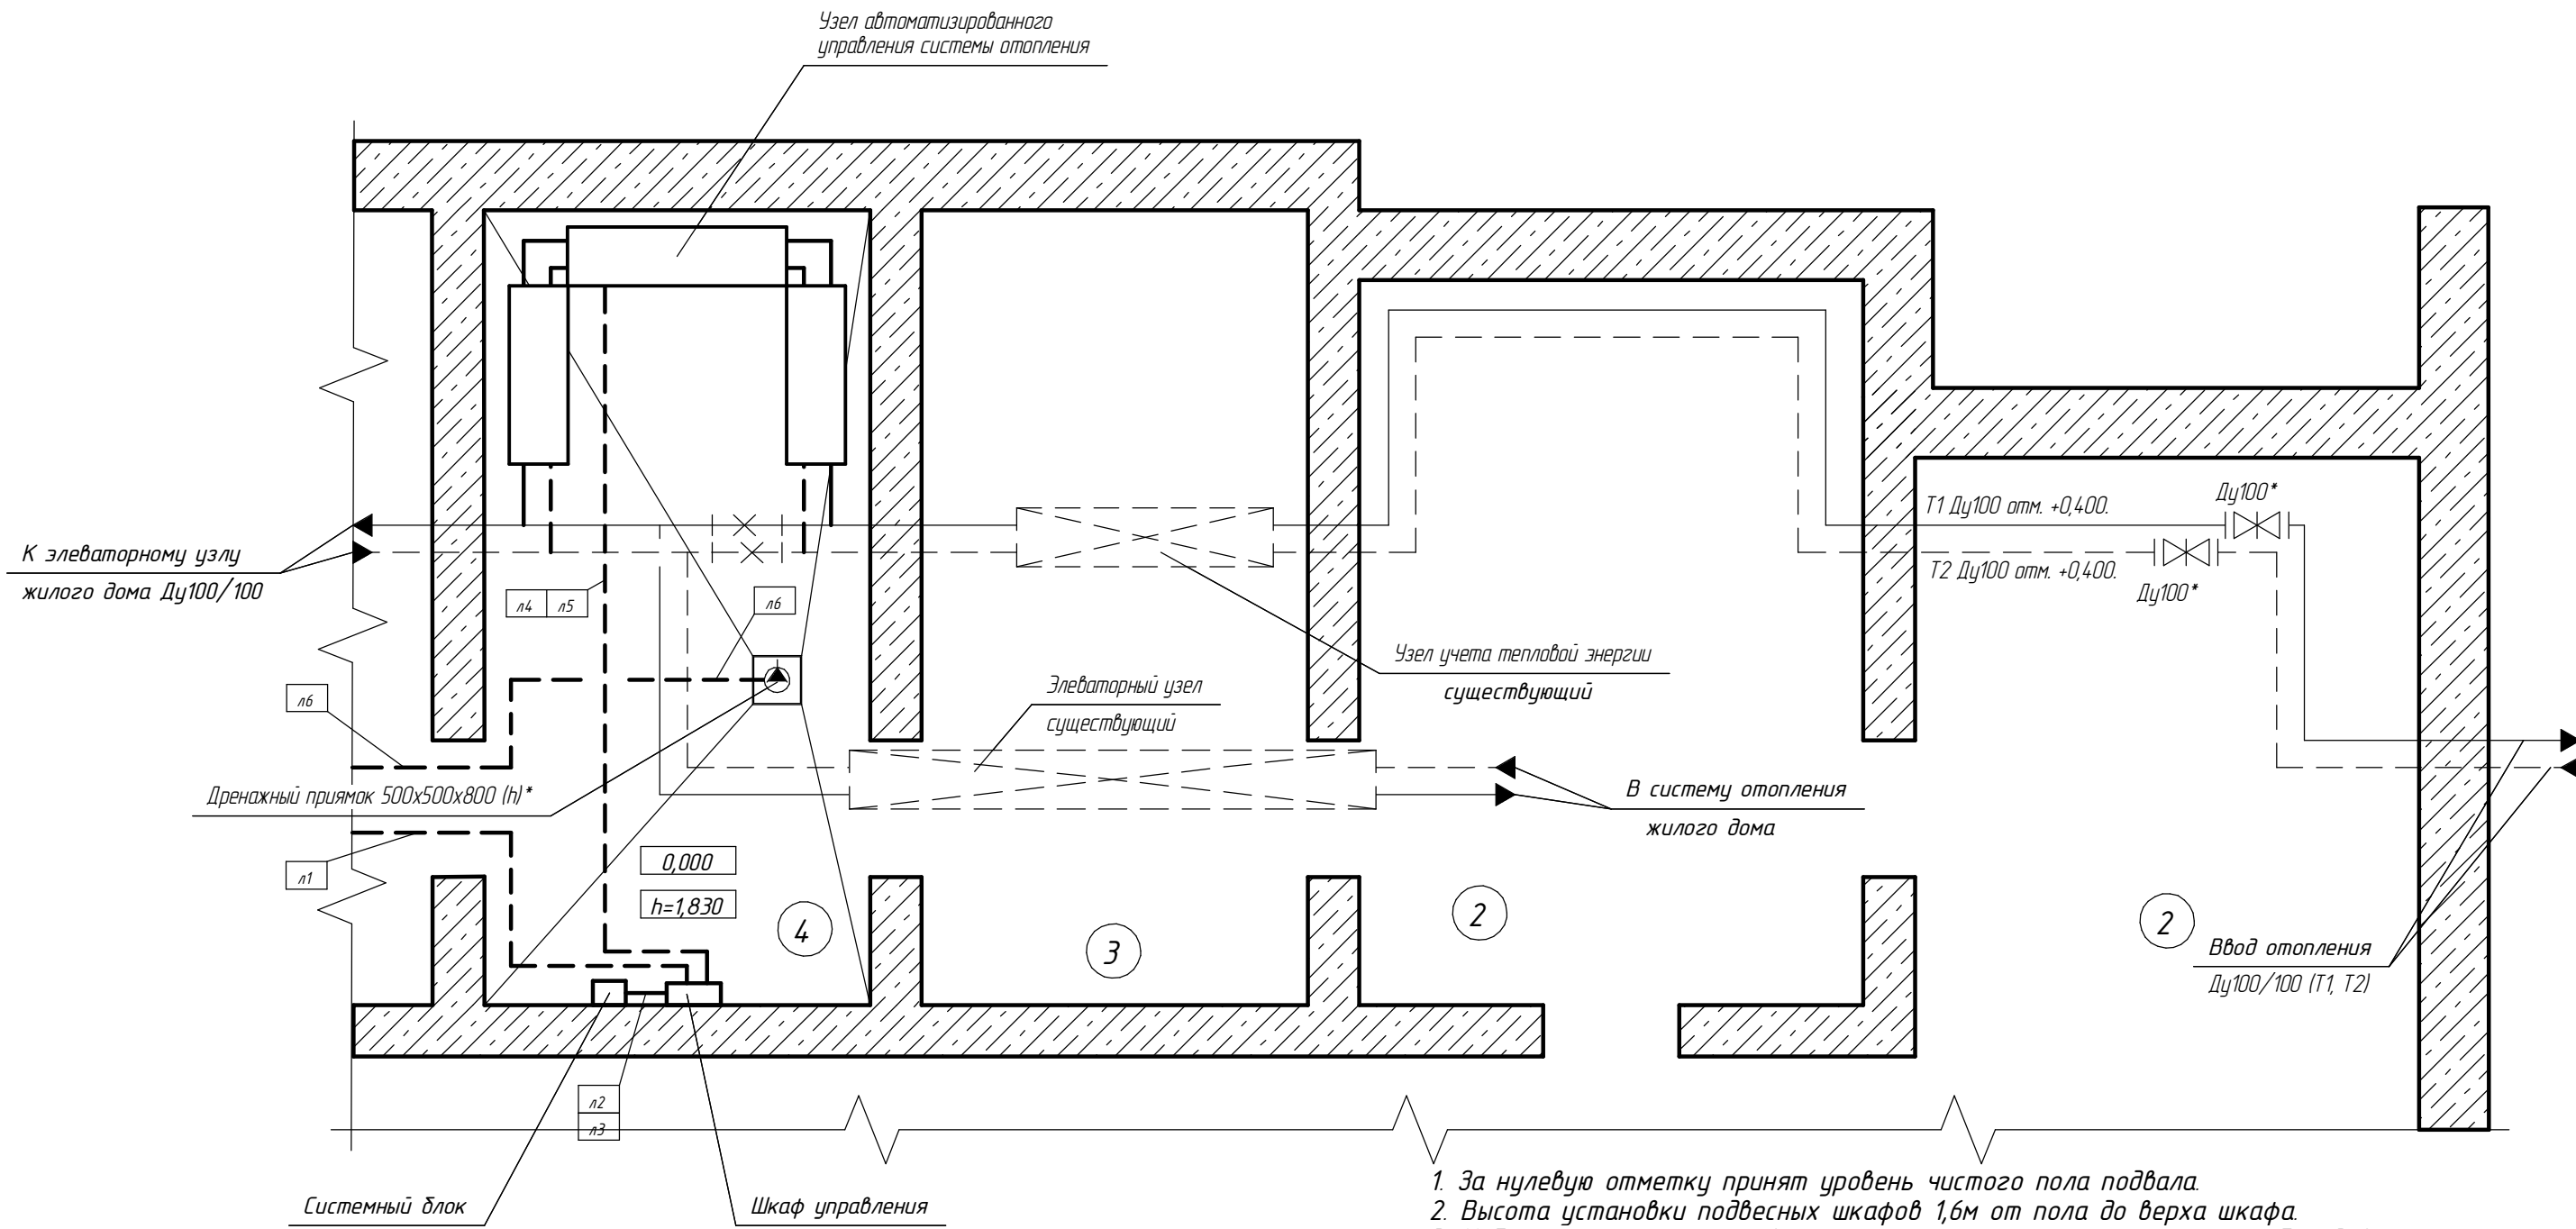 Узел автоматизированного
управления системы отопления
К элеваторному узлу
жилого дома Ду100/100
Т1 Ду100 отм. +0,400.
Ду100*
Т2 Ду100 отм. +0,400.
Ду100*
л4 л5
л6
Узел учета тепловой энергии
существующий
Элеваторный узел
существующий
л6
Дренажный приямок 500х500х800 (h)*
В систему отопления
жилого дома
л1
0,000
h=1,830
4
3
2
2
Ввод отопления
Ду100/100 (Т1, Т2)
л2
л3
Системный блок
Шкаф управления
1. За нулевую отметку принят уровень чистого пола подвала.
2. Высота установки подвесных шкафов 1,6м от пола до верха шкафа.